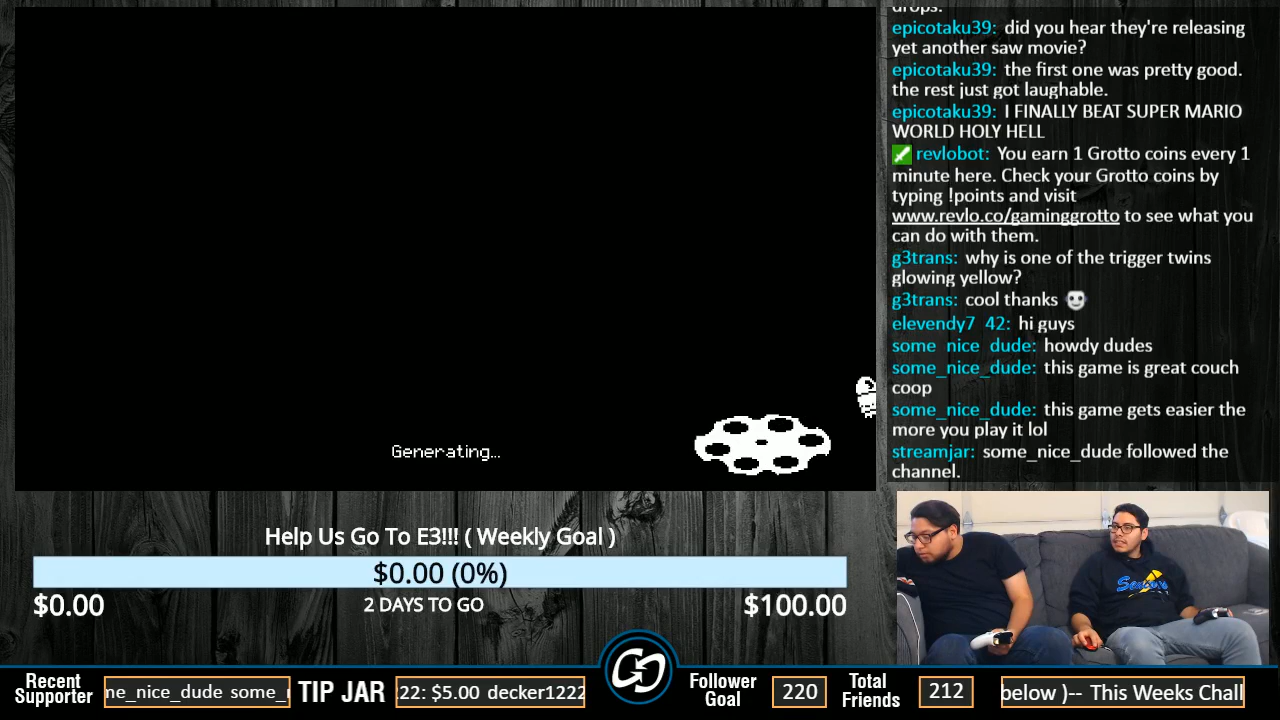 drops.
epicotaku39: did you hear they're releasing
yet another saw movie?
epicotaku39: the first one was pretty good.
the rest just got laughable.
epicotaku39: I FINALLY BEAT SUPER MARIO
WORLD HOLY HELL
revlobot: You earn 1 Grotto coins every 1
minute here. Check your Grotto coins by
typing !points and visit
www.revlo.co/gaminggrotto to see what you
can do with them.
g3trans: why is one of the trigger twins
glowing yellow?
g3trans: cool thanks
elevendy7_42: hi guys
some_nice_dude: howdy dudes
some_nice_dude: this game is great couch
coop
some_nice_dude: this game gets easier the
more you play it lol
streamjar: some_nice_dude followed the
channel.
Generating...
Help Us Go To E3!!! ( Weekly Goal )
$0.00 (0%)
$0.00 2 DAYS TO GO $100.00
Recent
Supporter
ne_nice_dude some_
TIP JAR
22: $5.00 decker1222
Follower
Goal
220
Total
Friends
212
below )-- This Weeks Chall